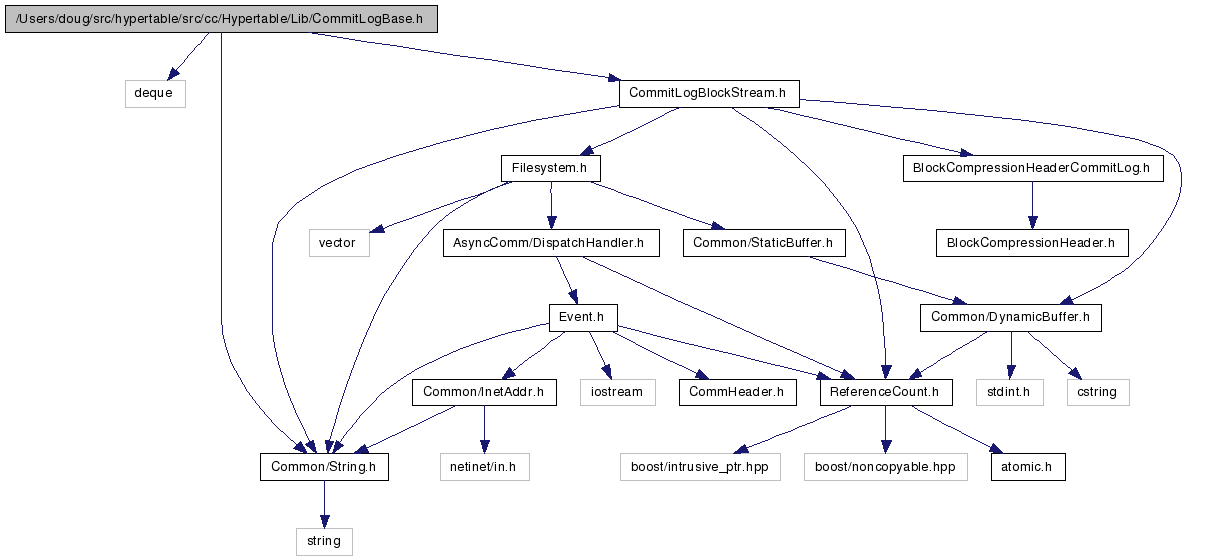 /Users/doug/src/hypertable/src/cc/Hypertable/Lib/CommitLogBase.h
deque
CommitLogBlockStream.h
Filesystem.h
BlockCompressionHeaderCommitLog.h
vector
AsyncComm/DispatchHandler.h
Common/StaticBuffer.h
BlockCompressionHeader.h
Event.h
Common/DynamicBuffer.h
Common/InetAddr.h
iostream
CommHeader.h
ReferenceCount.h
stdint.h
cstring
Common/String.h
netinet/in.h
boost/intrusive_ptr.hpp
boost/noncopyable.hpp
atomic.h
string